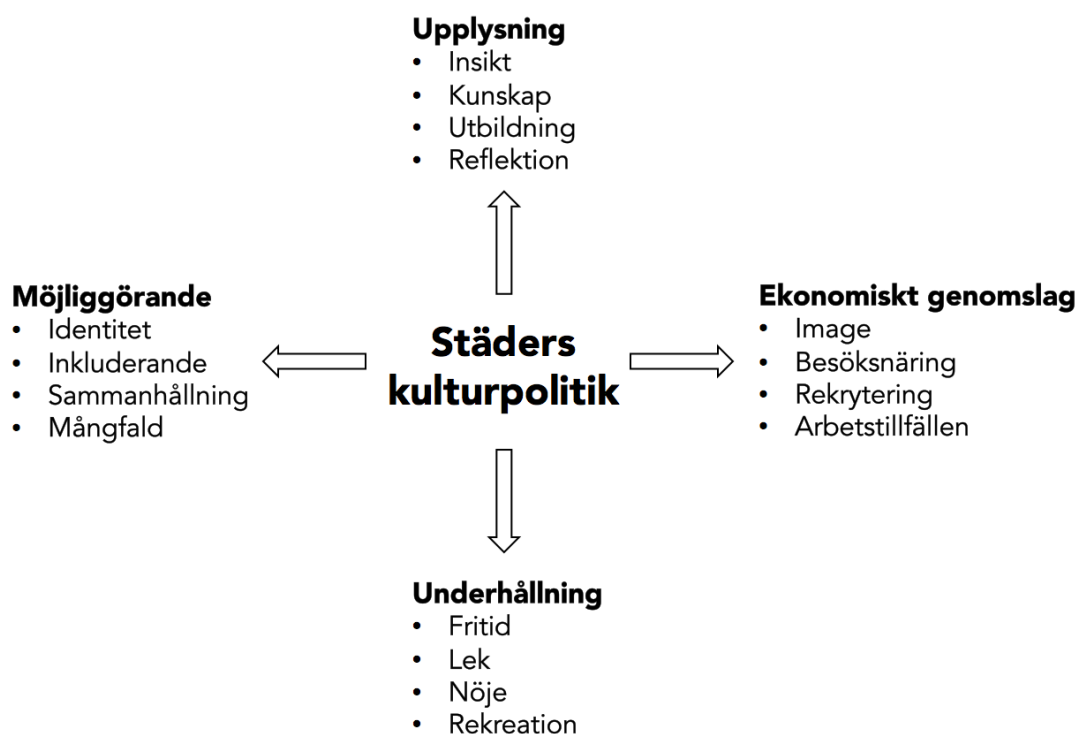 Upplysning
• Insikt
• Kunskap
• Utbildning
• Reflektion
Möjliggörande
• Identitet
• Inkluderande
• Sammanhållning
• Mångfald
Städers
kulturpolitik
Ekonomiskt genomslag
• Image
• Besöksnäring
• Rekrytering
• Arbetstillfällen
Underhållning
• Fritid
• Lek
• Nöje
• Rekreation